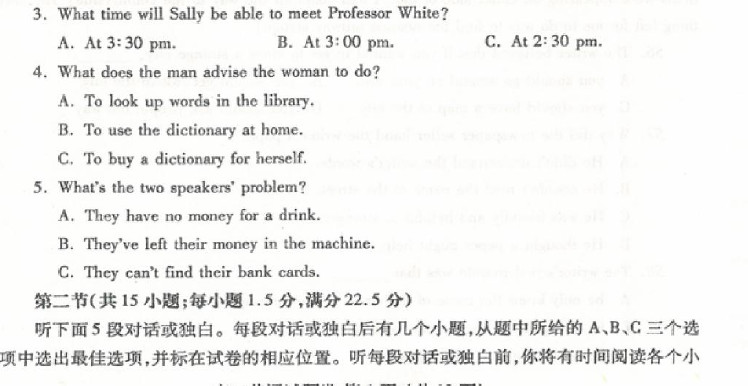 3. What time will Sally be able to meet Professor White?
A. At 3:30 pm. B. At 3:00 pm. C. At 2:30 pm.
4. What does the man advise the woman to do?
A. To look up words in the library.
B. To use the dictionary at home.
C. To buy a dictionary for herself.
5. What's the two speakers' problem?
A. They have no money for a drink.
B. They've left their money in the machine.
C. They can't find their bank cards.
第二节(共 15 小题;每小题 1.5 分,满分 22.5 分)
听下面 5 段对话或独白。每段对话或独白后有几个小题,从题中所给的 A、B、C 三个选
项中选出最佳选项,并标在试卷的相应位置。听每段对话或独白前,你将有时间阅读各个小